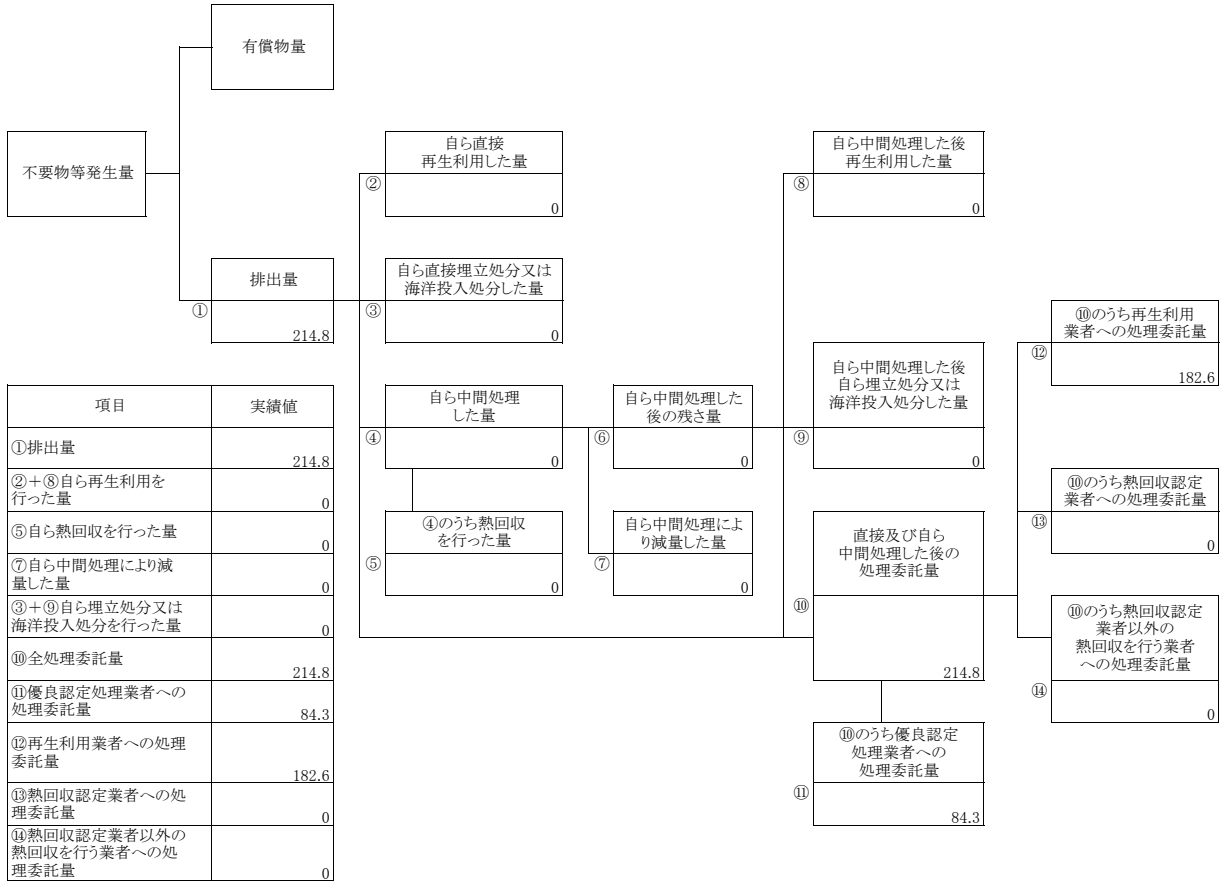 有償物量
不要物等発生量
排出量
①
214.8
自ら直接
再生利用した量
②
0
自ら直接埋立処分又は
海洋投入処分した量
③
0
自ら中間処理
した量
④
0
④のうち熱回収
を行った量
⑤
0
自ら中間処理した
後の残さ量
⑥
0
自ら中間処理によ
り減量した量
⑦
0
自ら中間処理した後
再生利用した量
⑧
0
自ら中間処理した後
自ら埋立処分又は
海洋投入処分した量
⑨
0
直接及び自ら
中間処理した後の
処理委託量
⑩
214.8
⑩のうち優良認定
処理業者への
処理委託量
⑪
84.3
⑩のうち再生利用
業者への処理委託量
⑫
182.6
⑩のうち熱回収認定
業者への処理委託量
⑬
0
⑩のうち熱回収認定
業者以外の
熱回収を行う業者
への処理委託量
⑭
0
項目 実績値
①排出量 214.8
②+⑧自ら再生利用を
行った量 0
⑤自ら熱回収を行った量 0
⑦自ら中間処理により減
量した量 0
③+⑨自ら埋立処分又は
海洋投入処分を行った量 0
⑩全処理委託量 214.8
⑪優良認定処理業者への
処理委託量 84.3
⑫再生利用業者への処理
委託量 182.6
⑬熱回収認定業者への処
理委託量 0
⑭熱回収認定業者以外の
熱回収を行う業者への処
理委託量 0